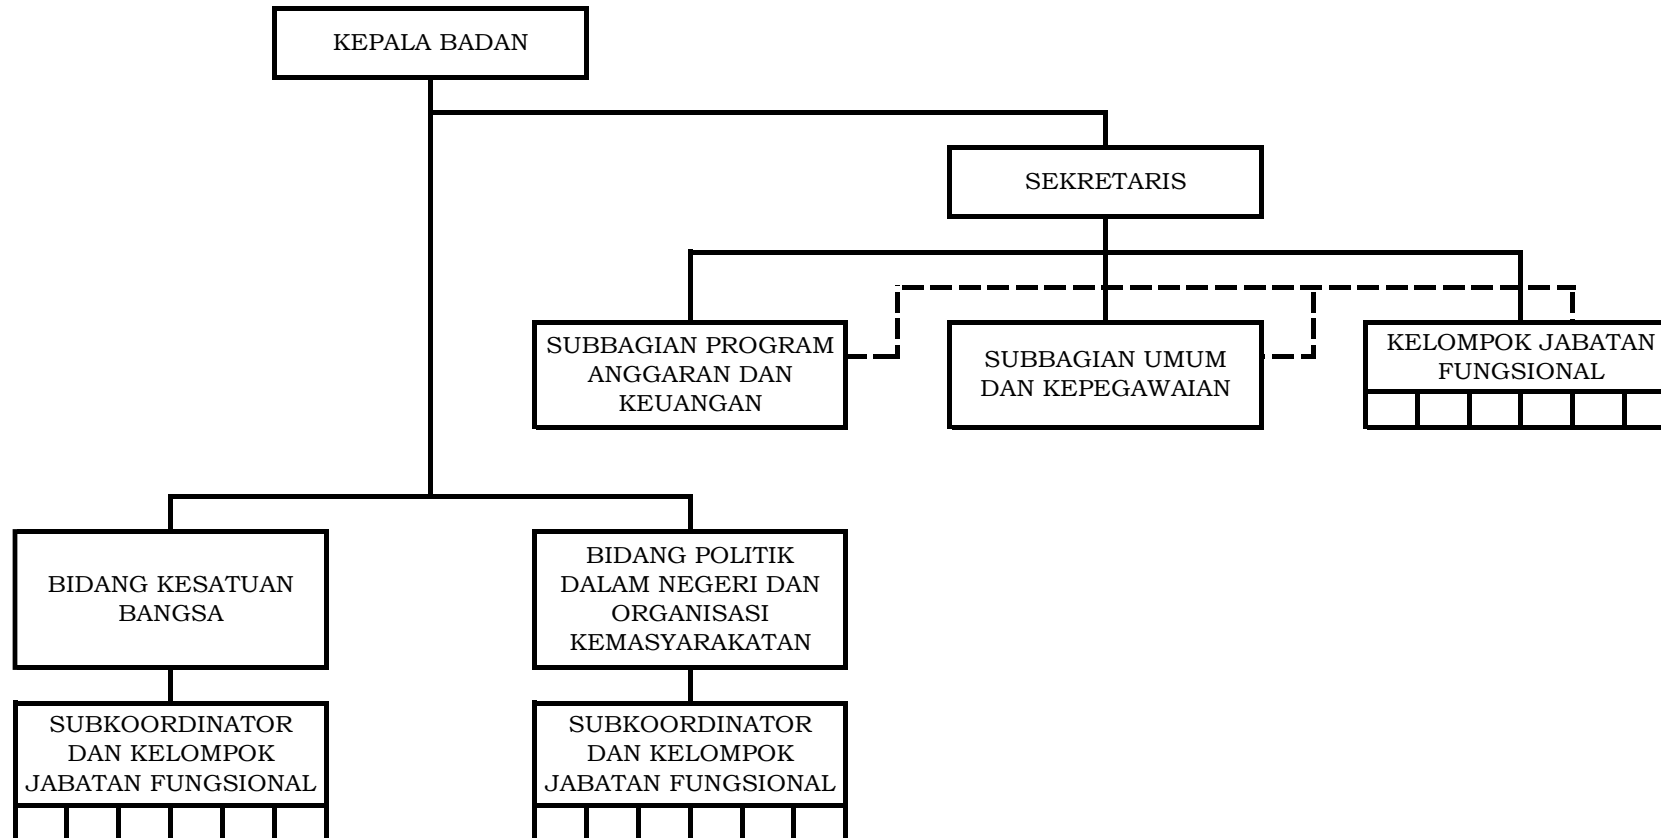 KEPALA BADAN
SEKRETARIS
SUBBAGIAN PROGRAM
ANGGARAN DAN
KEUANGAN
SUBBAGIAN UMUM
DAN KEPEGAWAIAN
KELOMPOK JABATAN
FUNGSIONAL
BIDANG KESATUAN
BANGSA
BIDANG POLITIK
DALAM NEGERI DAN
ORGANISASI
KEMASYARAKATAN
SUBKOORDINATOR
DAN KELOMPOK
JABATAN FUNGSIONAL
SUBKOORDINATOR
DAN KELOMPOK
JABATAN FUNGSIONAL